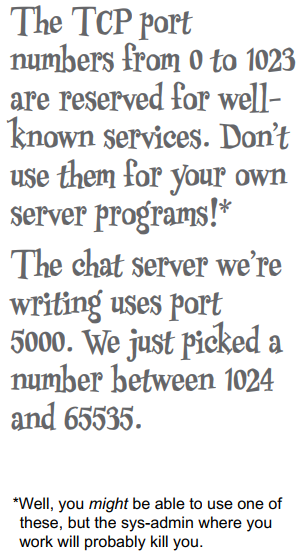 The TCP port
numbers from 0 to 1023
are reserved for well-
known services. Don't
use them for your own
server programs!*
The chat server we're
writing uses port
5000. We just picked a
number between 1024
and 65535.
*Well, you might be able to use one of
these, but the sys-admin where you
work will probably kill you.